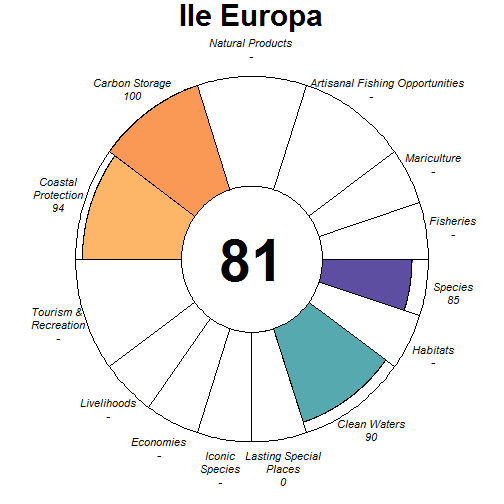 Ile Europa
Natural Products
-
Carbon Storage
100
Artisanal Fishing Opportunities
-
Mariculture
-
Coastal
Protection
94
Fisheries
-
81
Species
85
Tourism &
Recreation
-
Habitats
-
Livelihoods
-
Clean Waters
90
Economies
-
Iconic
Species
-
Lasting Special
Places
0